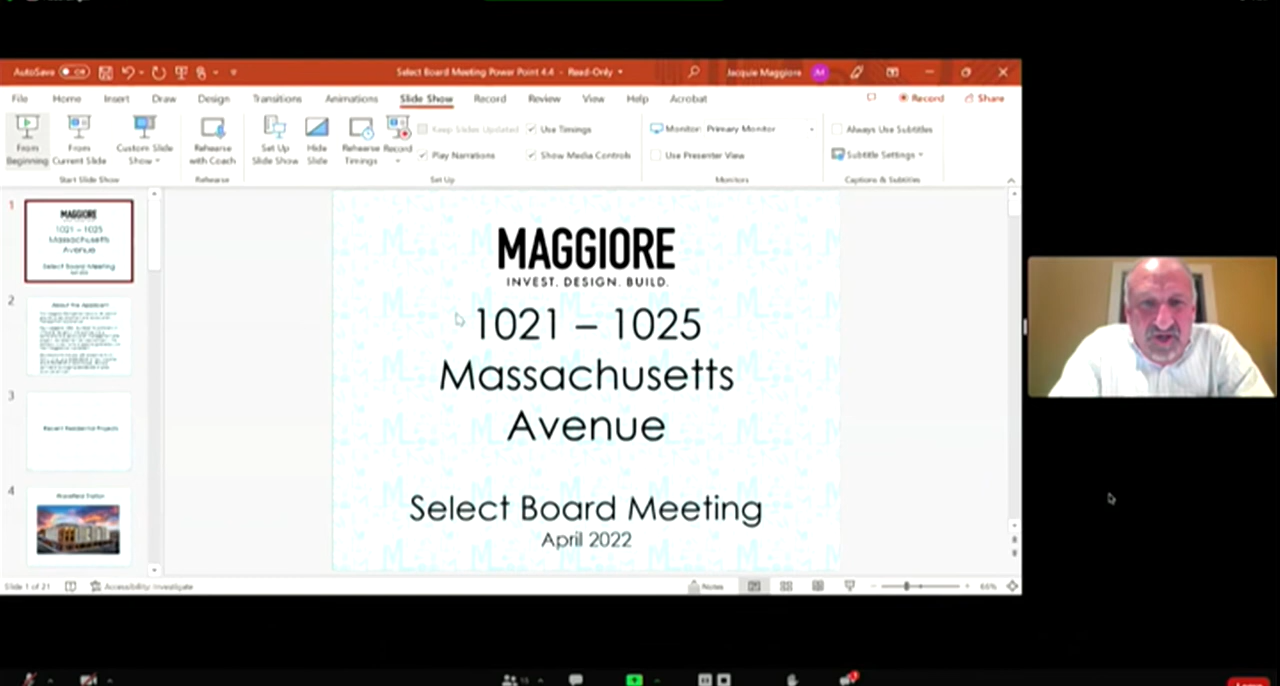 AutoSave Off
Select Board Meeting Power Point 4.4 - Read-Only
Jacquie Maggiore
File Home Insert Draw Design Transitions Animations Slide Show Record Review View Help Acrobat
Record Share
From Beginning
From Current Slide
Custom Slide Show
Rehearse with Coach
Set Up Slide Show
Hide Slide
Rehearse Timings
Record
Keep Slides Updated
Use Timings
Play Narrations
Show Media Controls
Monitor: Primary Monitor
Use Presenter View
Always Use Subtitles
Subtitle Settings
Start Slide Show
Rehearse
Set Up
Monitors
Captions & Subtitles
1
MAGGIORE
1021 – 1025
Massachusetts
Avenue
Select Board Meeting
2
About the Applicant
3
Recent Residential Projects
4
MAGGIORE
INVEST. DESIGN. BUILD.
1021 – 1025
Massachusetts
Avenue
Select Board Meeting
April 2022
Slide 1 of 21
Accessibility: Investigate
Notes
66%